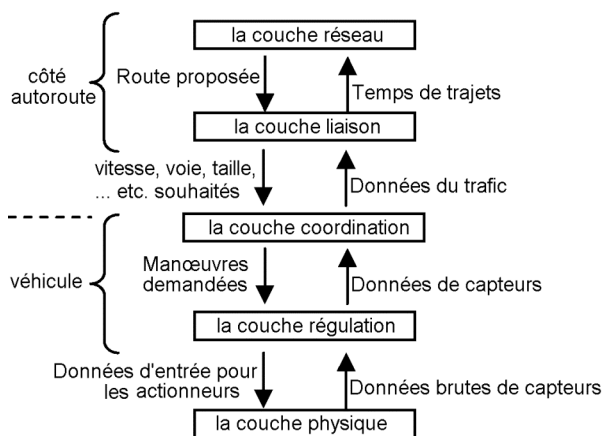 la couche réseau
côté
autoroute
Route proposée
Temps de trajets
la couche liaison
vitesse, voie, taille,
... etc. souhaités
Données du trafic
la couche coordination
véhicule
Manœuvres
demandées
Données de capteurs
la couche régulation
Données d'entrée pour
les actionneurs
Données brutes de capteurs
la couche physique